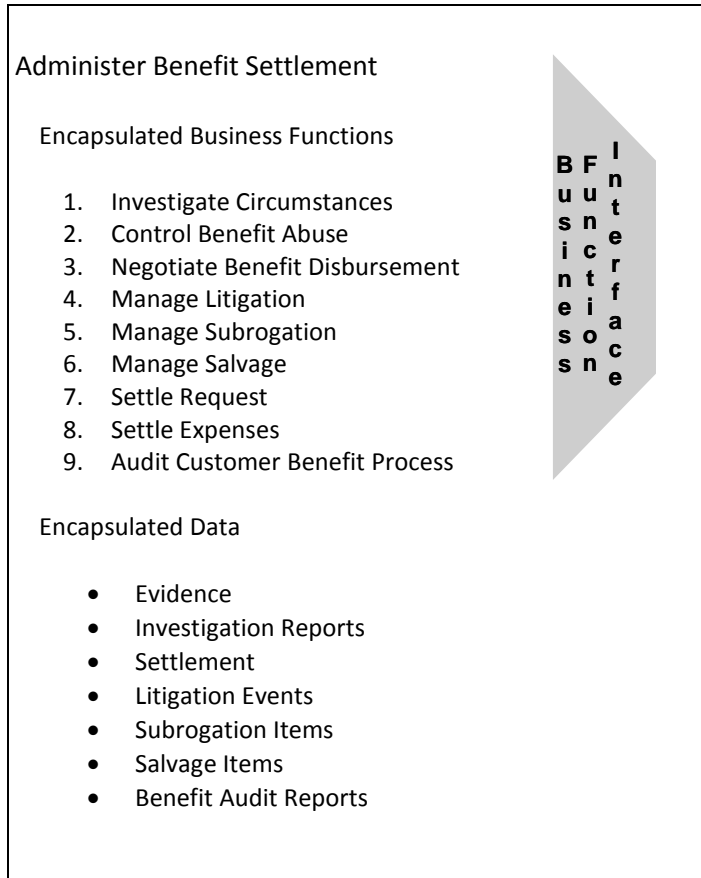 Administer Benefit Settlement
Encapsulated Business Functions
1. Investigate Circumstances
2. Control Benefit Abuse
3. Negotiate Benefit Disbursement
4. Manage Litigation
5. Manage Subrogation
6. Manage Salvage
7. Settle Request
8. Settle Expenses
9. Audit Customer Benefit Process
Business
Function
Interface
Encapsulated Data
• Evidence
• Investigation Reports
• Settlement
• Litigation Events
• Subrogation Items
• Salvage Items
• Benefit Audit Reports